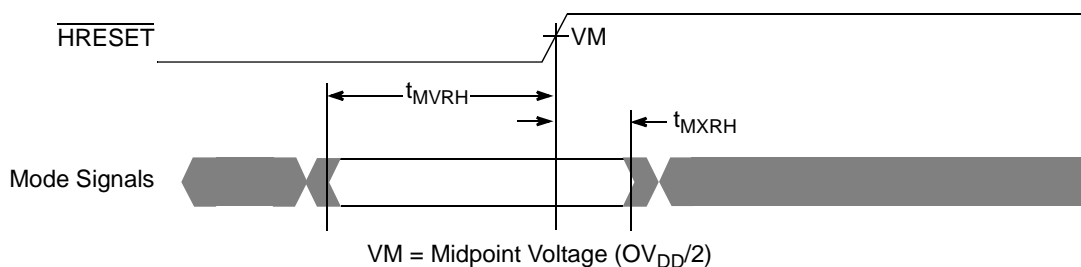 HRESET
VM
tMVRH
tMXRH
Mode Signals
VM = Midpoint Voltage (OVDD/2)